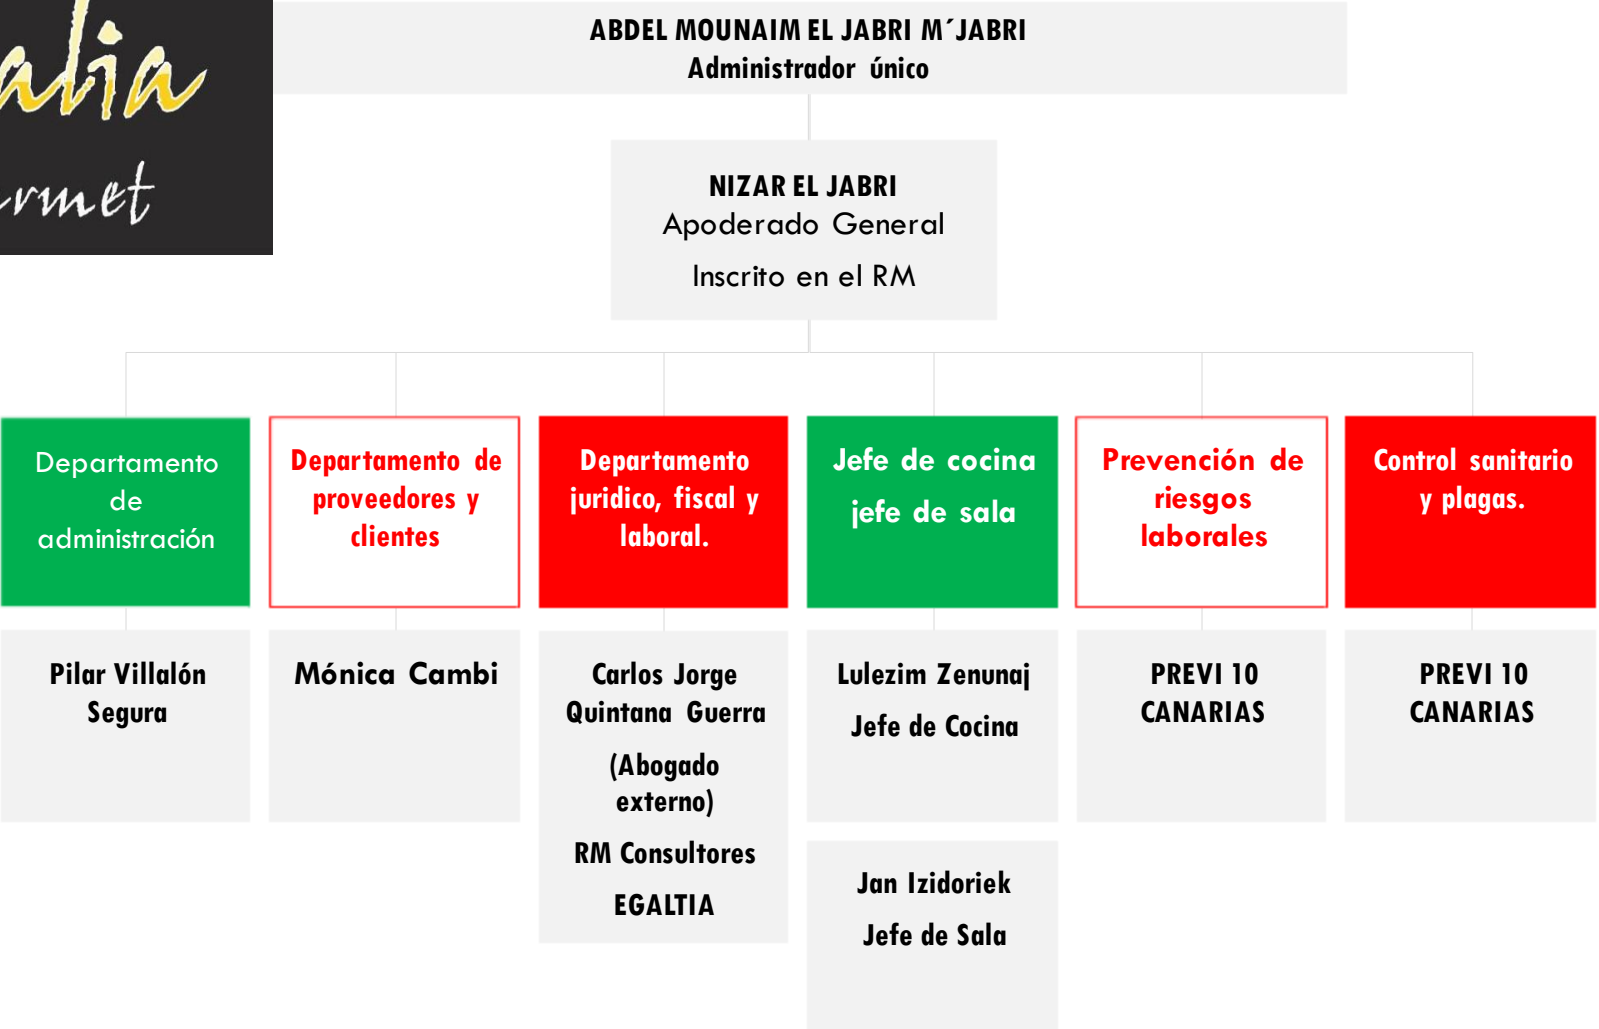 ABDEL MOUNAIM EL JABRI M´JABRI
Administrador único
NIZAR EL JABRI
Apoderado General
Inscrito en el RM
Departamento
de
administración
Departamento de
proveedores y
clientes
Departamento
juridico, fiscal y
laboral.
Jefe de cocina
jefe de sala
Prevención de
riesgos
laborales
Control sanitario
y plagas.
Pilar Villalón
Segura
Mónica Cambi
Carlos Jorge
Quintana Guerra
(Abogado
externo)
RM Consultores
EGALTIA
Lulezim Zenunaj
Jefe de Cocina
Jan Izidoriek
Jefe de Sala
PREVI 10
CANARIAS
PREVI 10
CANARIAS